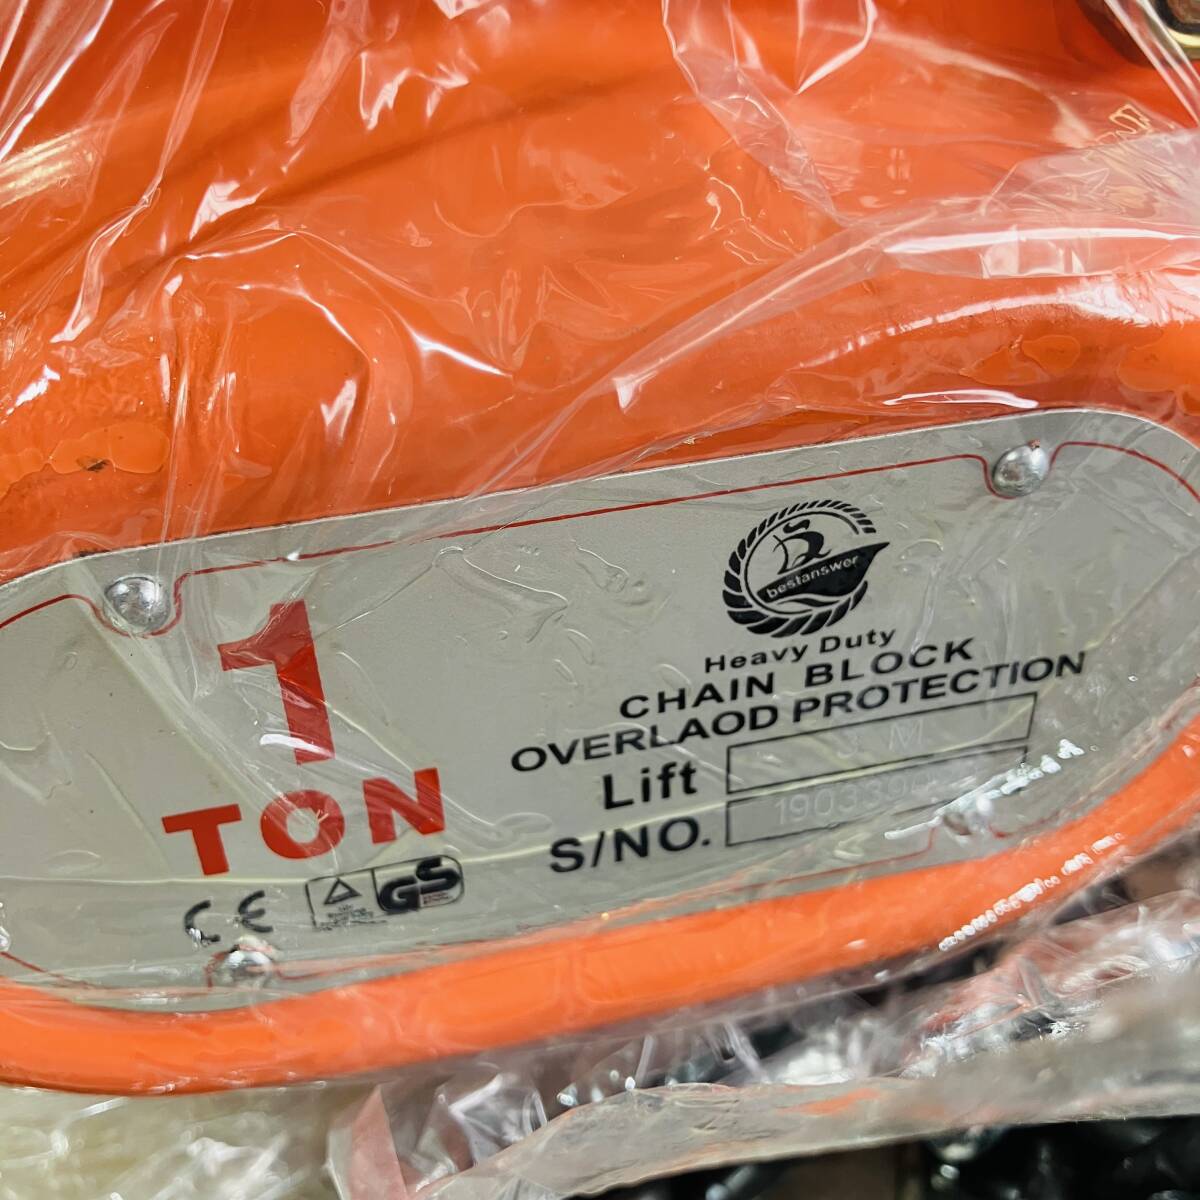 1
TON
CE
GS
bestanswer
Heavy Duty
CHAIN BLOCK
OVERLAOD PROTECTION
Lift M
S/NO.